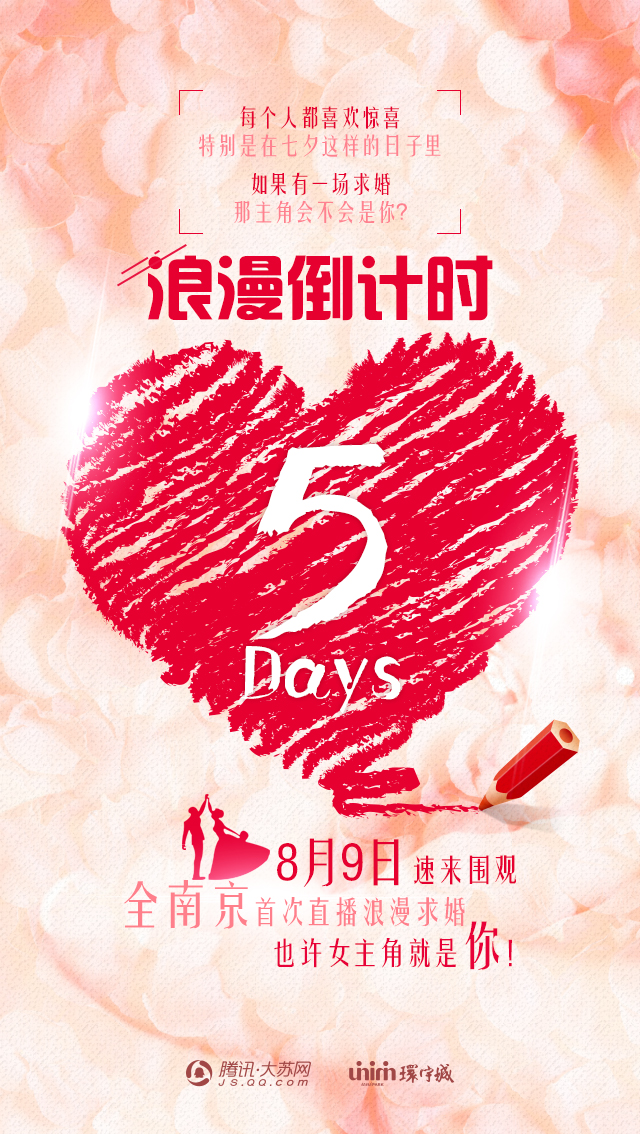 每个人都喜欢惊喜
特别是在七夕这样的日子里
如果有一场求婚
那主角会不会是你?
浪漫倒计时
5
Days
8月9日 速来围观
全南京首次直播浪漫求婚
也许女主角就是你!
腾讯·大苏网
js.qq.com
環宇城